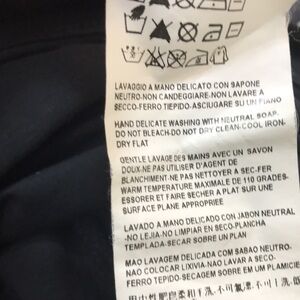 LAVAGGIO A MANO DELICATO CON SAPONE
NEUTRO-NON CANDEGGIARE-NON LAVARE A
SECCO-FERRO TIEPIDO-ASCIUGARE SU UN PIANO
HAND DELICATE WASHING WITH NEUTRAL SOAP-
DO NOT BLEACH-DO NOT DRY CLEAN-COOL IRON-
DRY FLAT
GENTLE LAVAGE DES MAINS AVEC UN SAVON
DOUX-NE PAS UTILISER D'AGENT DE
BLANCHIMENT-NE PAS NETTOYER A SEC-FER
WARM TEMPERATURE MAXIMALE DE 110 GRADES-
ESSORER ET FAIRE SECHER A PLAT SUR UNE
SURFACE PLANE APPROPRIEE
LAVADO A MANO DELICADO CON JABON NEUTRAL
-NO LEJIA-NO LIMPIAR EN SECO-PLANCHA
TEMPLADA-SECAR SOBRE UN PLAN
MAO LAVAGEM DELICADA COM SABAO NEUTRO-
NAO COLOCAR LIXIVIA-NAO LAVAR A SECO-
FERRO TEPIDO-SECAGEM SOBRE EM UM PLANICIE